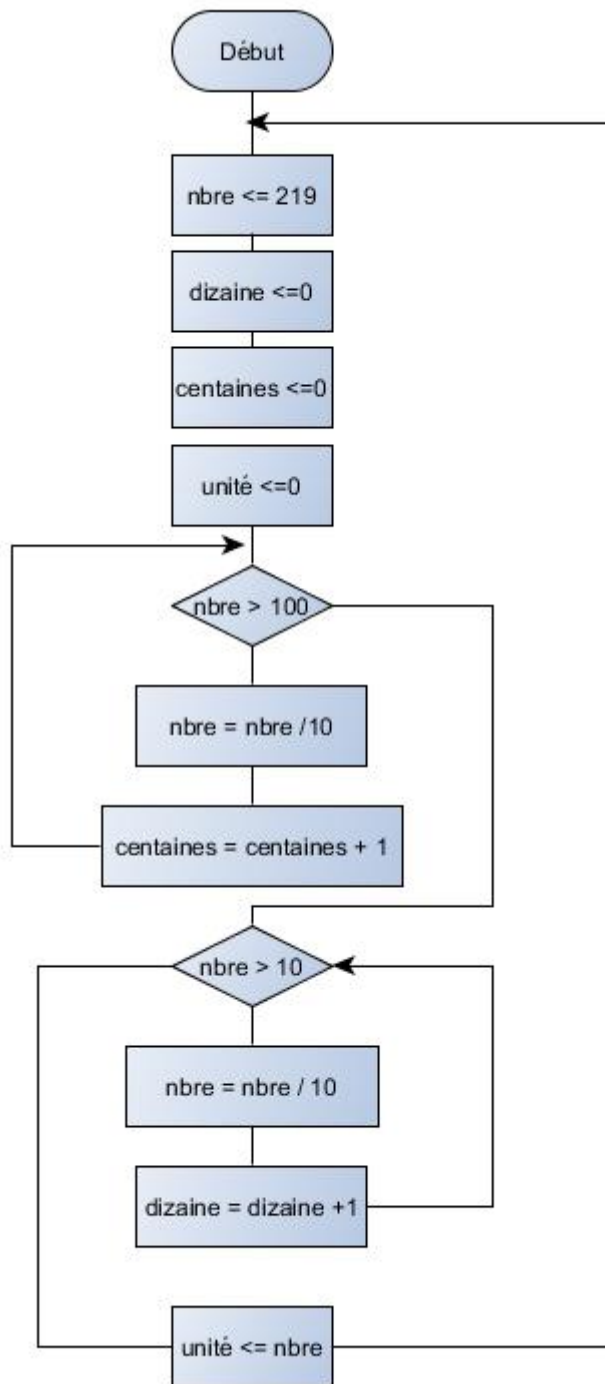 Début
nbre <= 219
dizaine <=0
centaines <=0
unité <=0
nbre > 100
nbre = nbre /10
centaines = centaines + 1
nbre > 10
nbre = nbre / 10
dizaine = dizaine +1
unité <= nbre